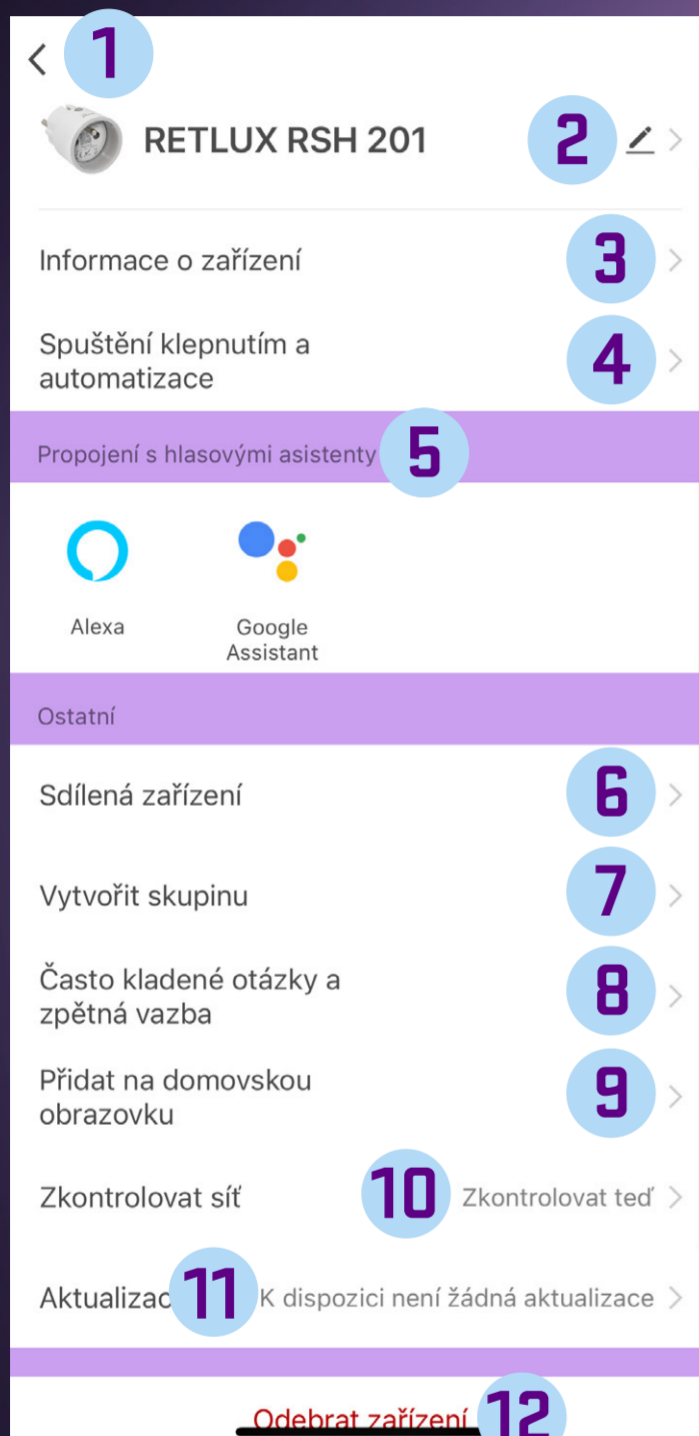 1
RETLUX RSH 201 2
Informace o zařízení 3
Spuštění klepnutím a
automatizace 4
Propojení s hlasovými asistenty 5
Alexa Google
Assistant
Ostatní
Sdílená zařízení 6
Vytvořit skupinu 7
Často kladené otázky a
zpětná vazba 8
Přidat na domovskou
obrazovku 9
Zkontrolovat síť 10 Zkontrolovat teď
11 K dispozici není žádná aktualizace
Odebrat zařízení 12